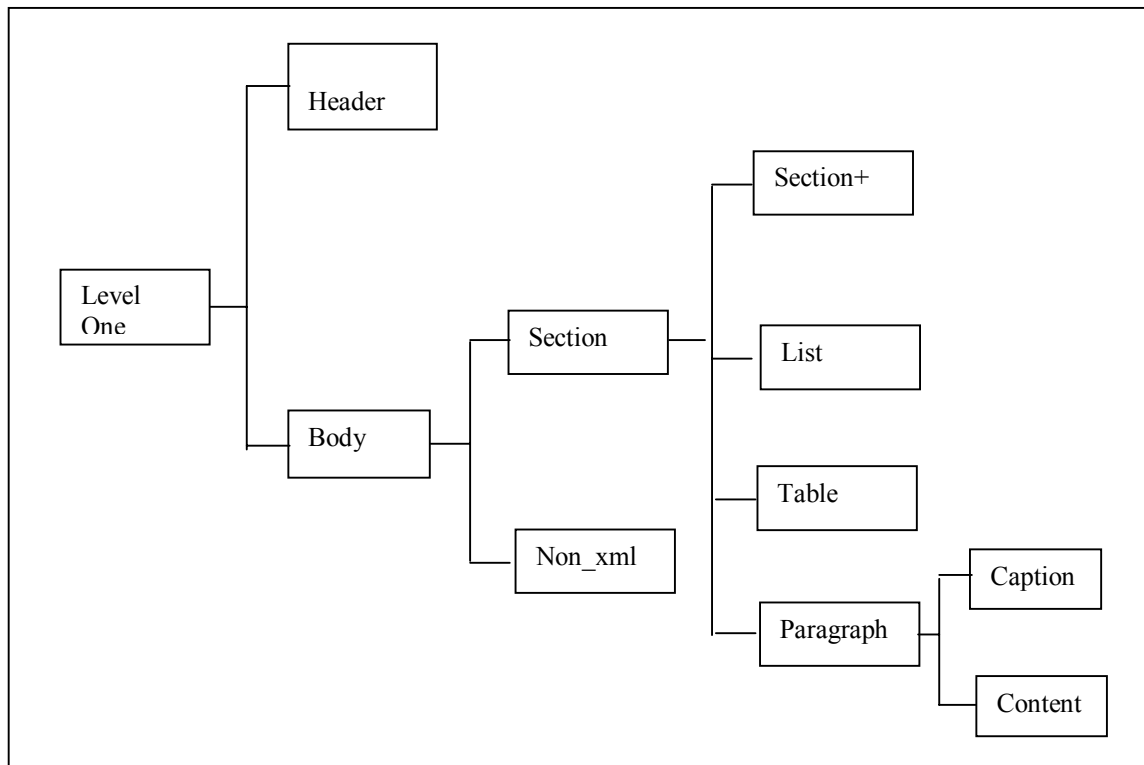 Header
Section+
Level
One
Section
List
Body
Table
Non_xml
Caption
Paragraph
Content